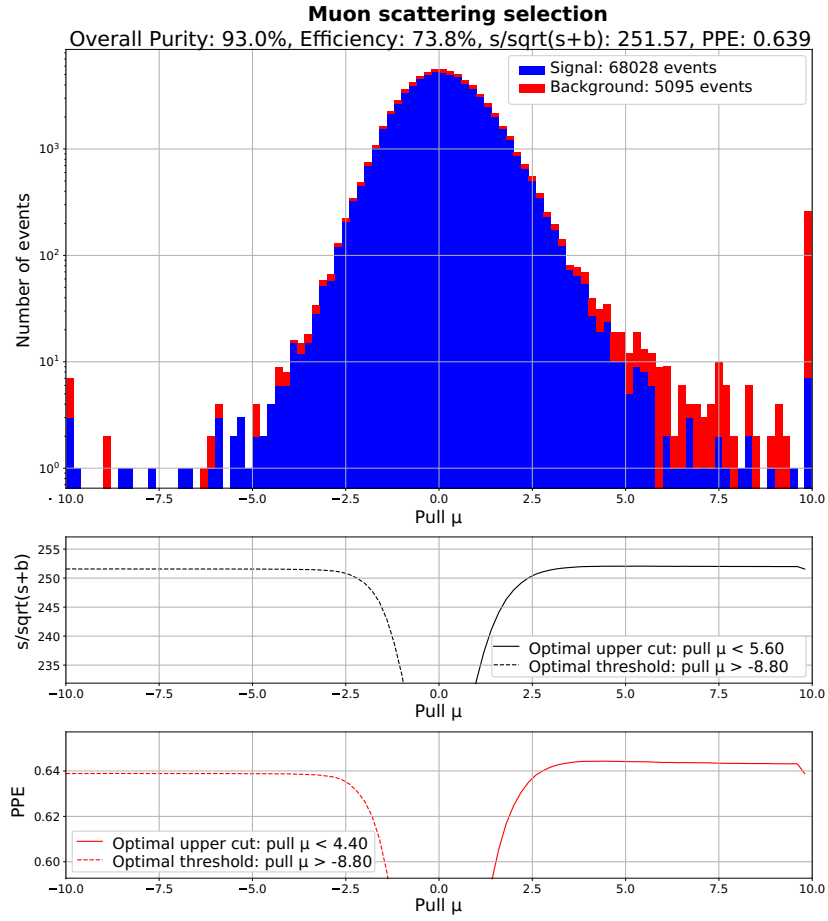 Muon scattering selection
Overall Purity: 93.0%, Efficiency: 73.8%, s/sqrt(s+b): 251.57, PPE: 0.639
Signal: 68028 events
Background: 5095 events
Number of events
10³
10²
10¹
10⁰
-10.0 −7.5 −5.0 −2.5 0.0 2.5 5.0 7.5 10.0
Pull μ
s/sqrt(s+b)
255
250
245
240
235
Optimal upper cut: pull μ < 5.60
Optimal threshold: pull μ > -8.80
−10.0 −7.5 −5.0 −2.5 0.0 2.5 5.0 7.5 10.0
Pull μ
PPE
0.64
0.62
0.60
Optimal upper cut: pull μ < 4.40
Optimal threshold: pull μ > -8.80
−10.0 −7.5 −5.0 −2.5 0.0 2.5 5.0 7.5 10.0
Pull μ